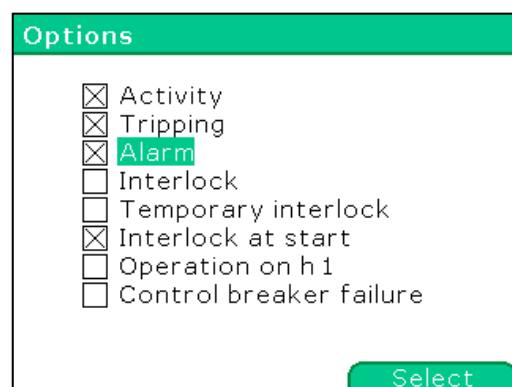 Options
Activity
Tripping
Alarm
Interlock
Temporary interlock
Interlock at start
Operation on h1
Control breaker failure
Select